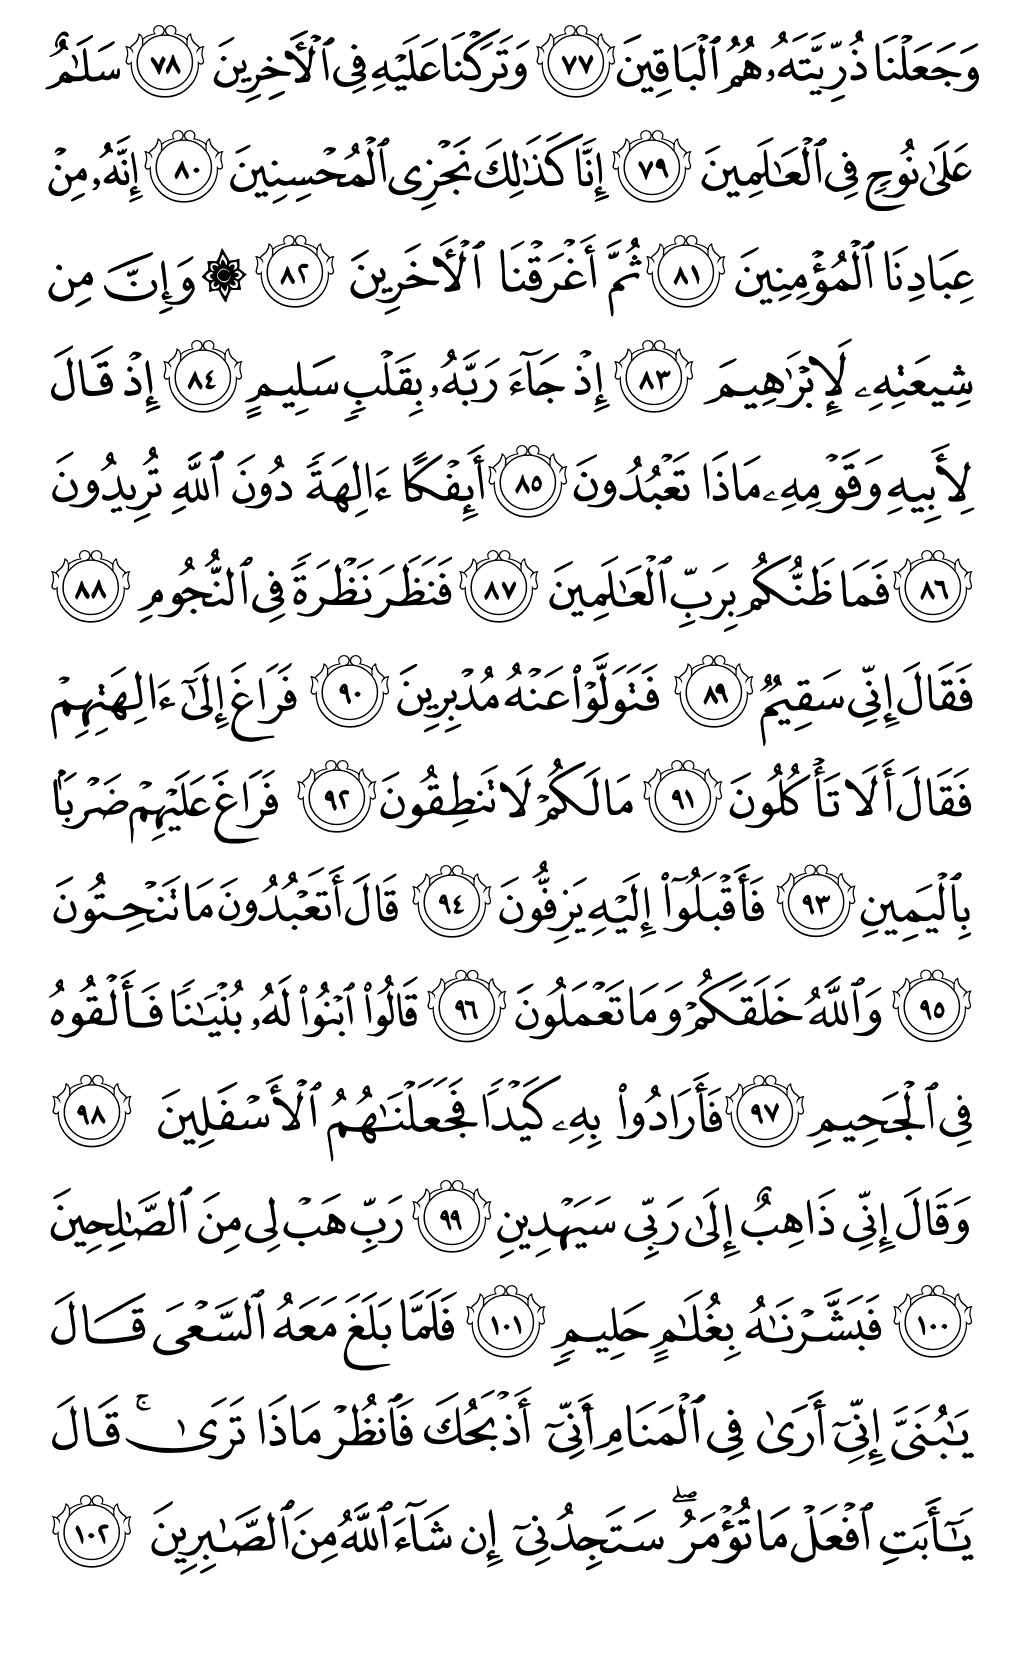 وَجَعَلۡنَا ذُرِّيَّتَهُۥ هُمُ ٱلۡبَاقِينَ ٧٧ وَتَرَكۡنَا عَلَيۡهِ فِي ٱلۡأٓخِرِينَ ٧٨ سَلَٰمٌ
عَلَىٰ نُوحٖ فِي ٱلۡعَٰلَمِينَ ٧٩ إِنَّا كَذَٰلِكَ نَجۡزِي ٱلۡمُحۡسِنِينَ ٨٠ إِنَّهُۥ مِنۡ
عِبَادِنَا ٱلۡمُؤۡمِنِينَ ٨١ ثُمَّ أَغۡرَقۡنَا ٱلۡأٓخَرِينَ ٨٢ ۞ وَإِنَّ مِن
شِيعَتِهِۦ لَإِبۡرَٰهِيمَ ٨٣ إِذۡ جَآءَ رَبَّهُۥ بِقَلۡبٖ سَلِيمٍ ٨٤ إِذۡ قَالَ
لِأَبِيهِ وَقَوۡمِهِۦ مَاذَا تَعۡبُدُونَ ٨٥ أَئِفۡكًا ءَالِهَةٗ دُونَ ٱللَّهِ تُرِيدُونَ
٨٦ فَمَا ظَنُّكُم بِرَبِّ ٱلۡعَٰلَمِينَ ٨٧ فَنَظَرَ نَظۡرَةٗ فِي ٱلنُّجُومِ ٨٨
فَقَالَ إِنِّي سَقِيمٞ ٨٩ فَتَوَلَّوۡاْ عَنۡهُ مُدۡبِرِينَ ٩٠ فَرَاغَ إِلَىٰٓ ءَالِهَتِهِمۡ
فَقَالَ أَلَا تَأۡكُلُونَ ٩١ مَا لَكُمۡ لَا تَنطِقُونَ ٩٢ فَرَاغَ عَلَيۡهِمۡ ضَرۡبَۢا
بِٱلۡيَمِينِ ٩٣ فَأَقۡبَلُوٓاْ إِلَيۡهِ يَزِفُّونَ ٩٤ قَالَ أَتَعۡبُدُونَ مَا تَنۡحِتُونَ
٩٥ وَٱللَّهُ خَلَقَكُمۡ وَمَا تَعۡمَلُونَ ٩٦ قَالُواْ ٱبۡنُواْ لَهُۥ بُنۡيَٰنٗا فَأَلۡقُوهُ
فِي ٱلۡجَحِيمِ ٩٧ فَأَرَادُواْ بِهِۦ كَيۡدٗا فَجَعَلۡنَٰهُمُ ٱلۡأَسۡفَلِينَ ٩٨
وَقَالَ إِنِّي ذَاهِبٌ إِلَىٰ رَبِّي سَيَهۡدِينِ ٩٩ رَبِّ هَبۡ لِي مِنَ ٱلصَّٰلِحِينَ
١٠٠ فَبَشَّرۡنَٰهُ بِغُلَٰمٍ حَلِيمٖ ١٠١ فَلَمَّا بَلَغَ مَعَهُ ٱلسَّعۡيَ قَالَ
يَٰبُنَيَّ إِنِّيٓ أَرَىٰ فِي ٱلۡمَنَامِ أَنِّيٓ أَذۡبَحُكَ فَٱنظُرۡ مَاذَا تَرَىٰۚ قَالَ
يَٰٓأَبَتِ ٱفۡعَلۡ مَا تُؤۡمَرُۖ سَتَجِدُنِيٓ إِن شَآءَ ٱللَّهُ مِنَ ٱلصَّٰبِرِينَ ١٠٢